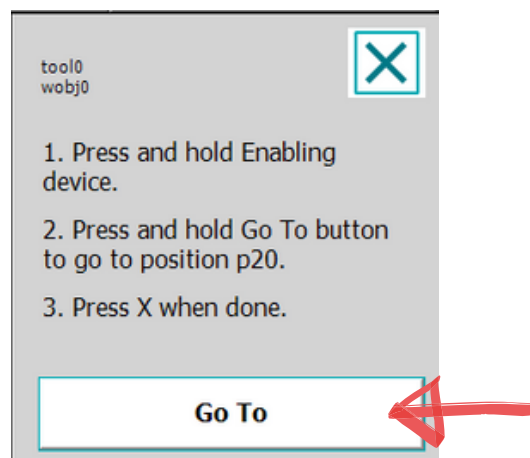 tool0
wobj0
1. Press and hold Enabling
device.
2. Press and hold Go To button
to go to position p20.
3. Press X when done.
Go To